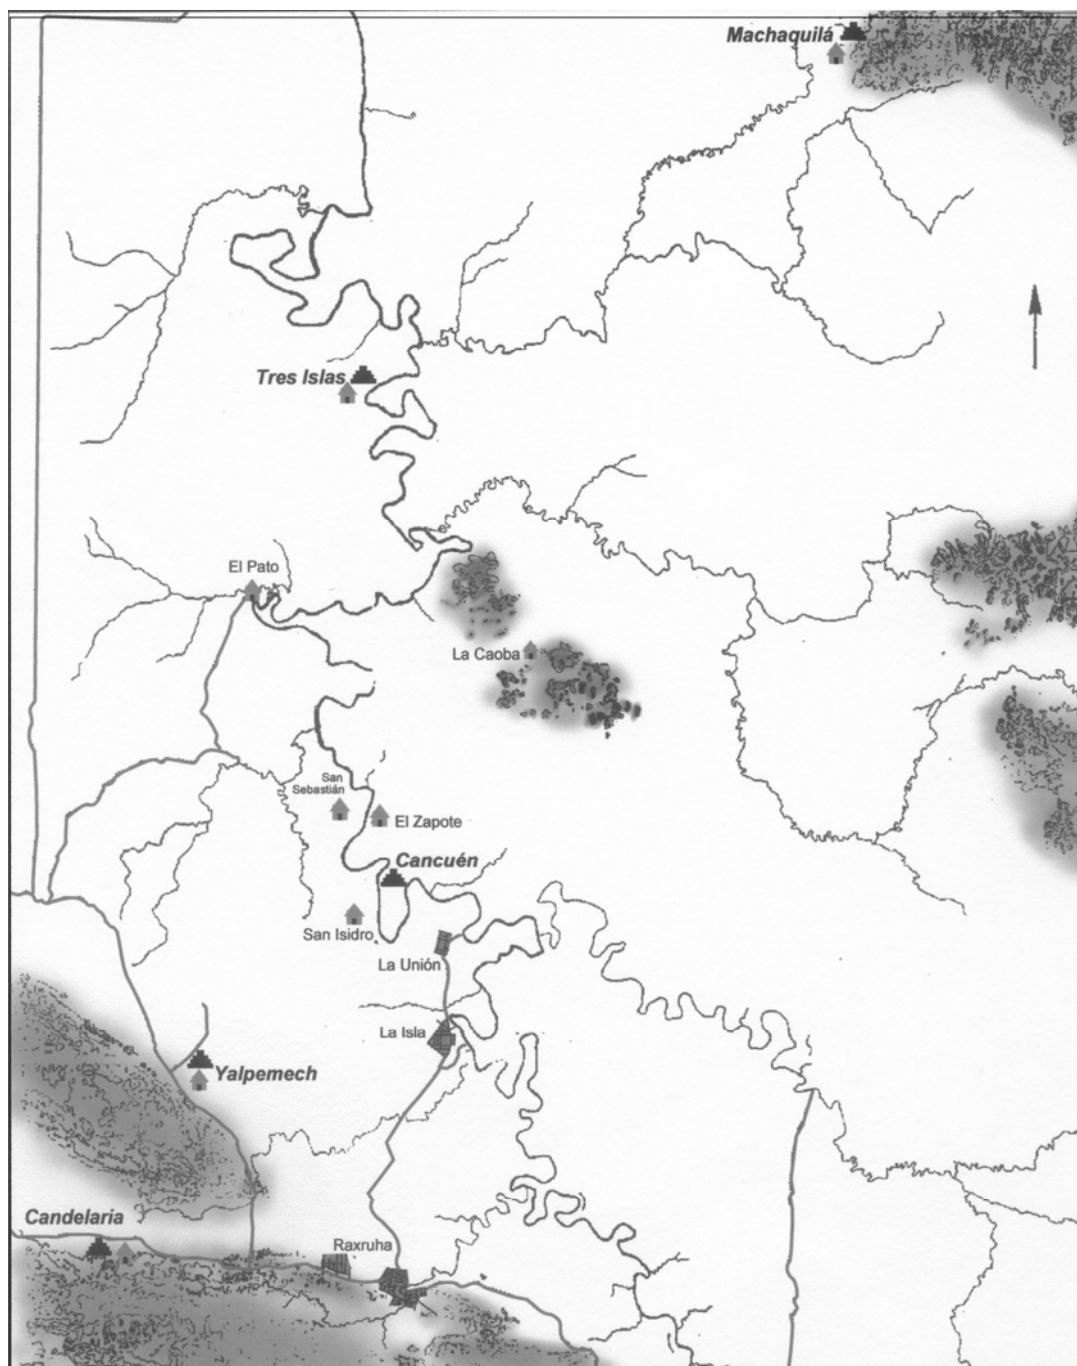 Machaquilá
Tres Islas
El Pato
La Caoba
San
Sebastián
El Zapote
Cancuén
San Isidro
La Unión
La Isla
Yalpemech
Candelaria
Raxruha